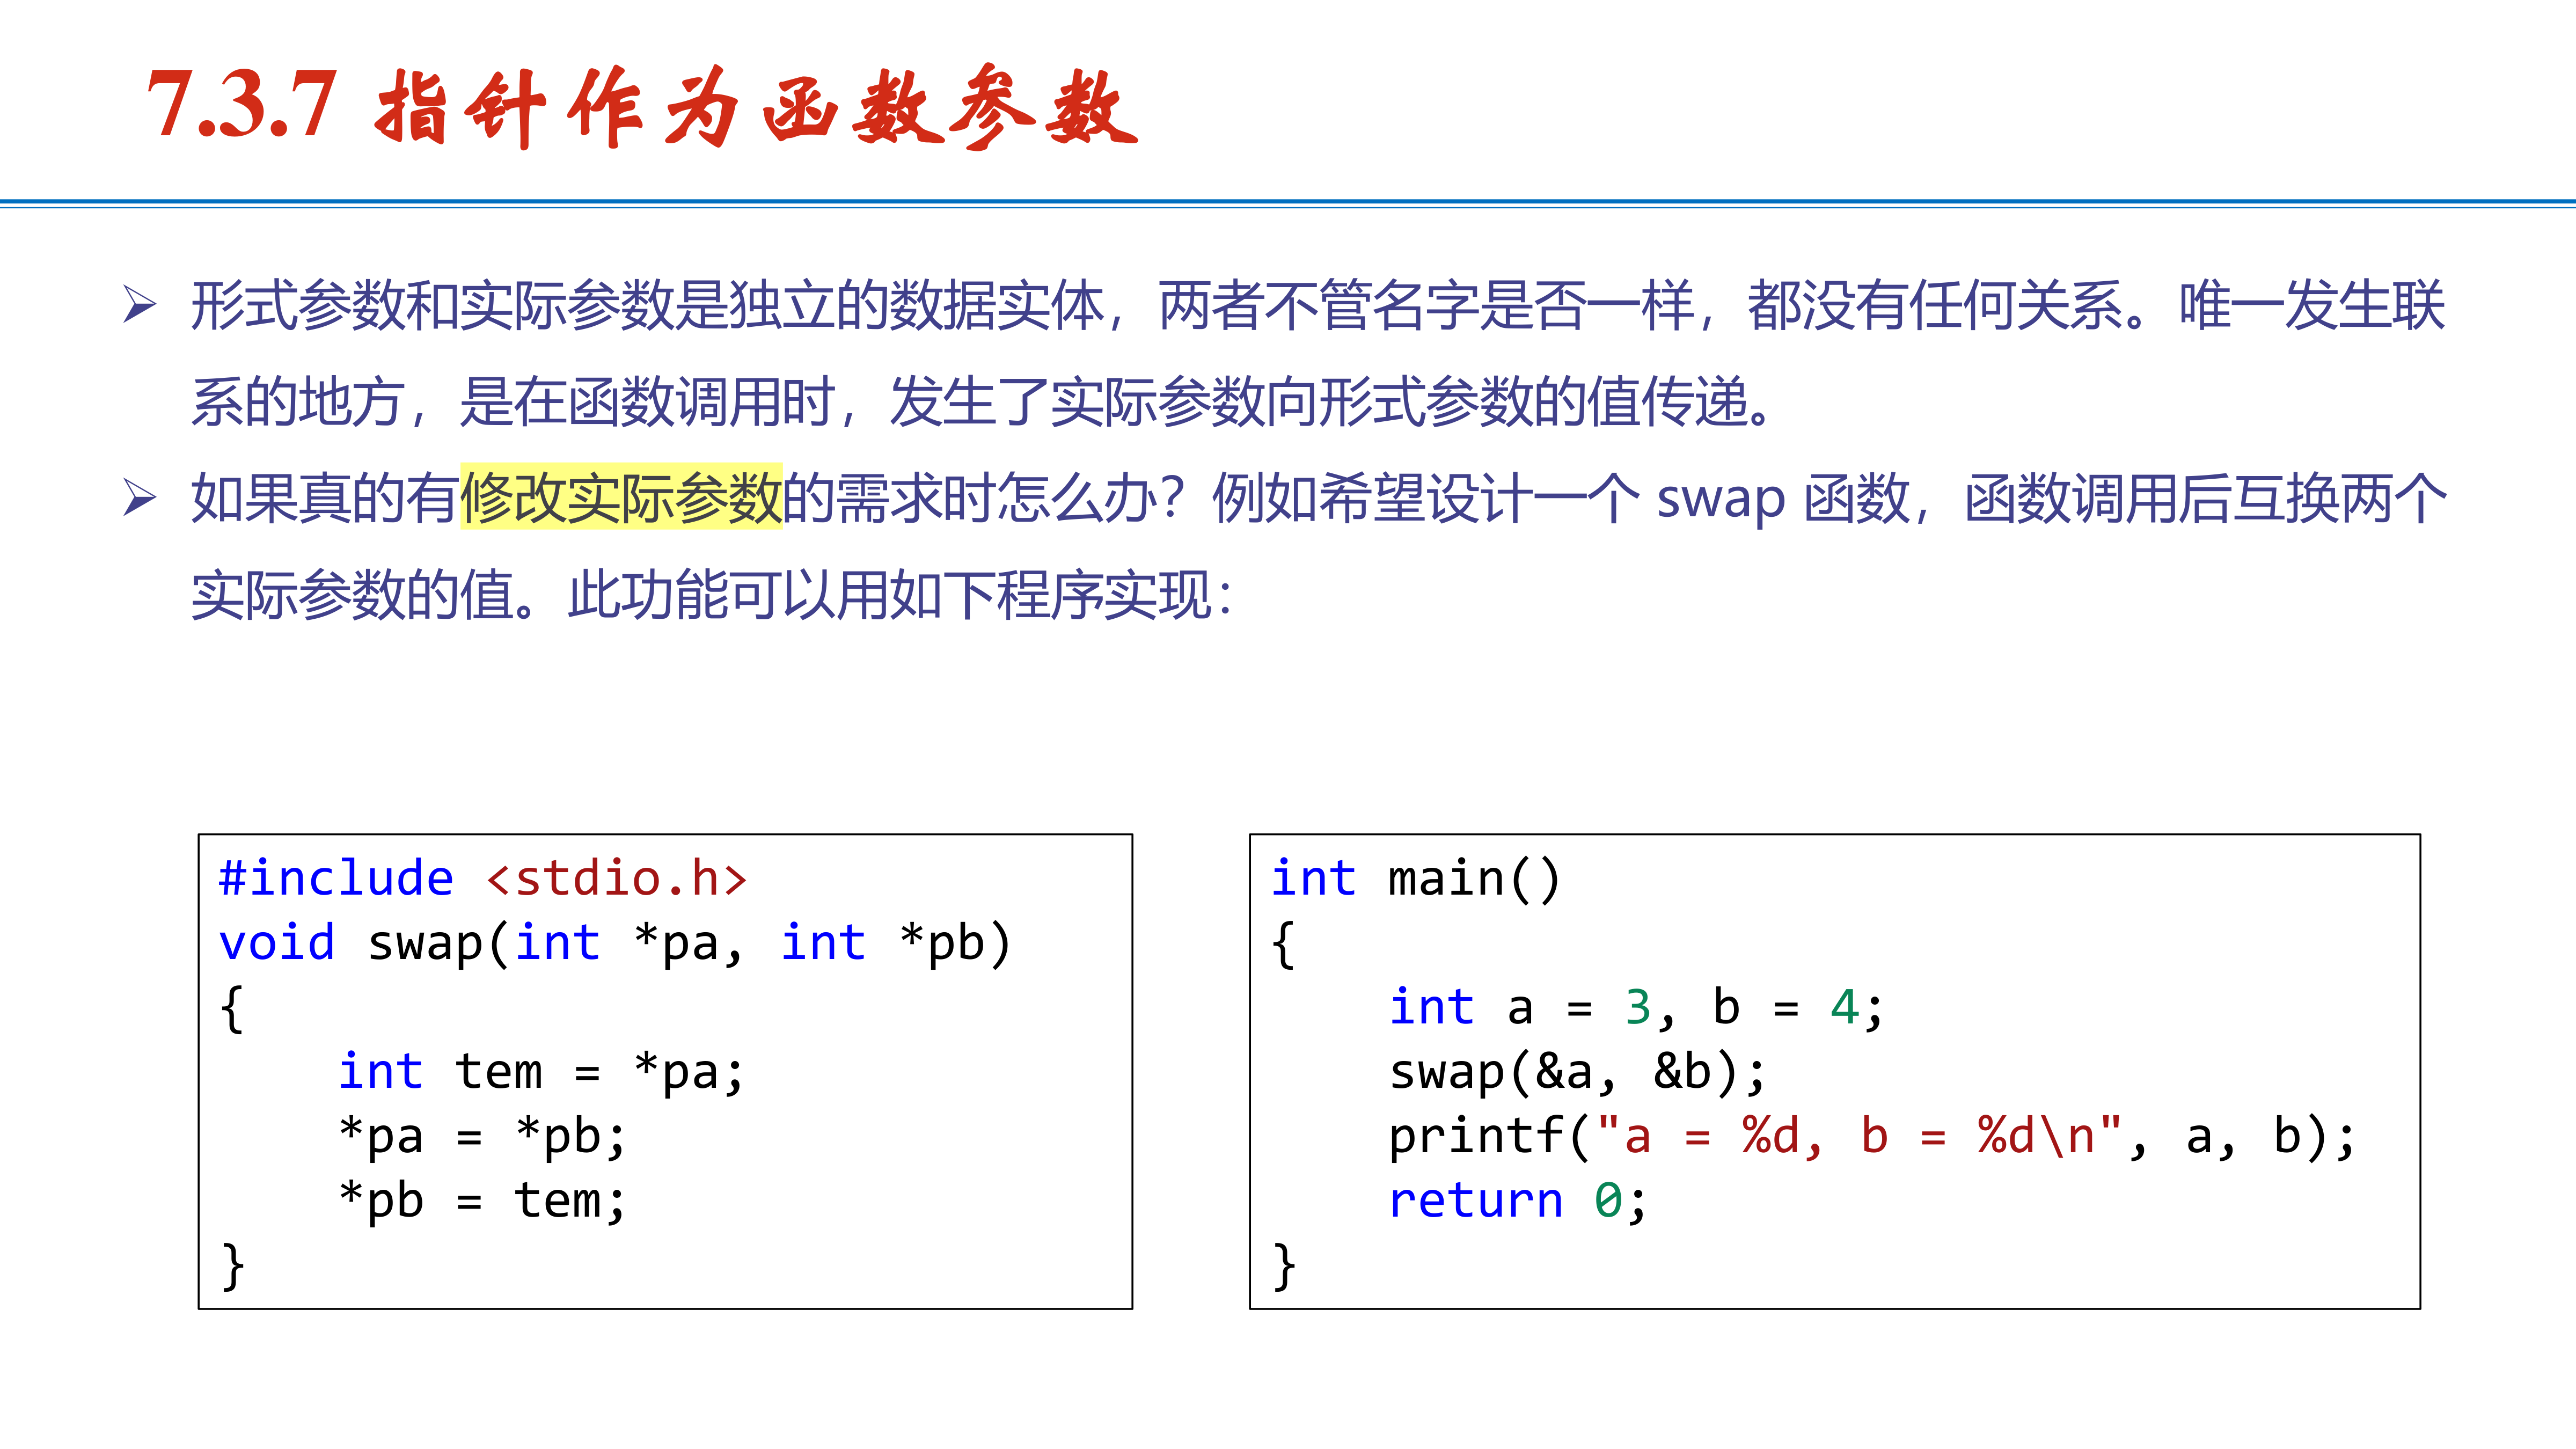 7.3.7 指针作为函数参数
形式参数和实际参数是独立的数据实体，两者不管名字是否一样，都没有任何关系。唯一发生联
系的地方，是在函数调用时，发生了实际参数向形式参数的值传递。
如果真的有修改实际参数的需求时怎么办？例如希望设计一个 swap 函数，函数调用后互换两个
实际参数的值。此功能可以用如下程序实现：
#include <stdio.h>
void swap(int *pa, int *pb)
{
    int tem = *pa;
    *pa = *pb;
    *pb = tem;
}
int main()
{
    int a = 3, b = 4;
    swap(&a, &b);
    printf("a = %d, b = %d\n", a, b);
    return 0;
}